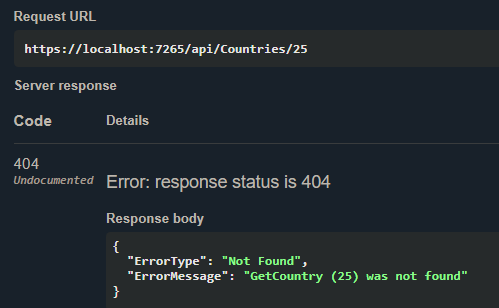 Request URL
https://localhost:7265/api/Countries/25
Server response
Code Details
404
Undocumented
Error: response status is 404
Response body
{
  "ErrorType": "Not Found",
  "ErrorMessage": "GetCountry (25) was not found"
}